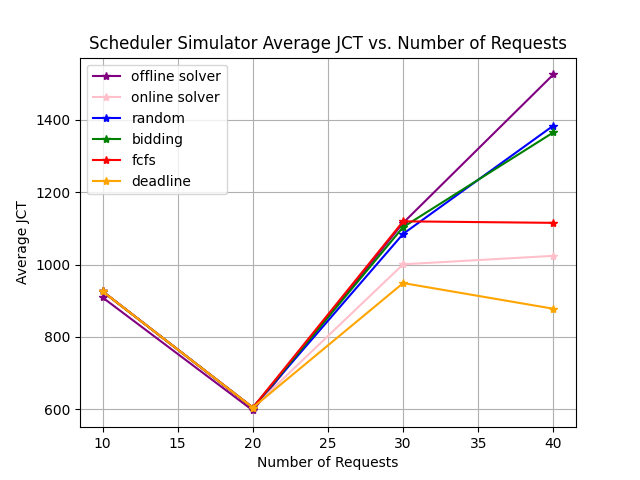 Scheduler Simulator Average JCT vs. Number of Requests
offline solver
online solver
random
bidding
fcfs
deadline
Average JCT
1400
1200
1000
800
600
10 15 20 25 30 35 40
Number of Requests